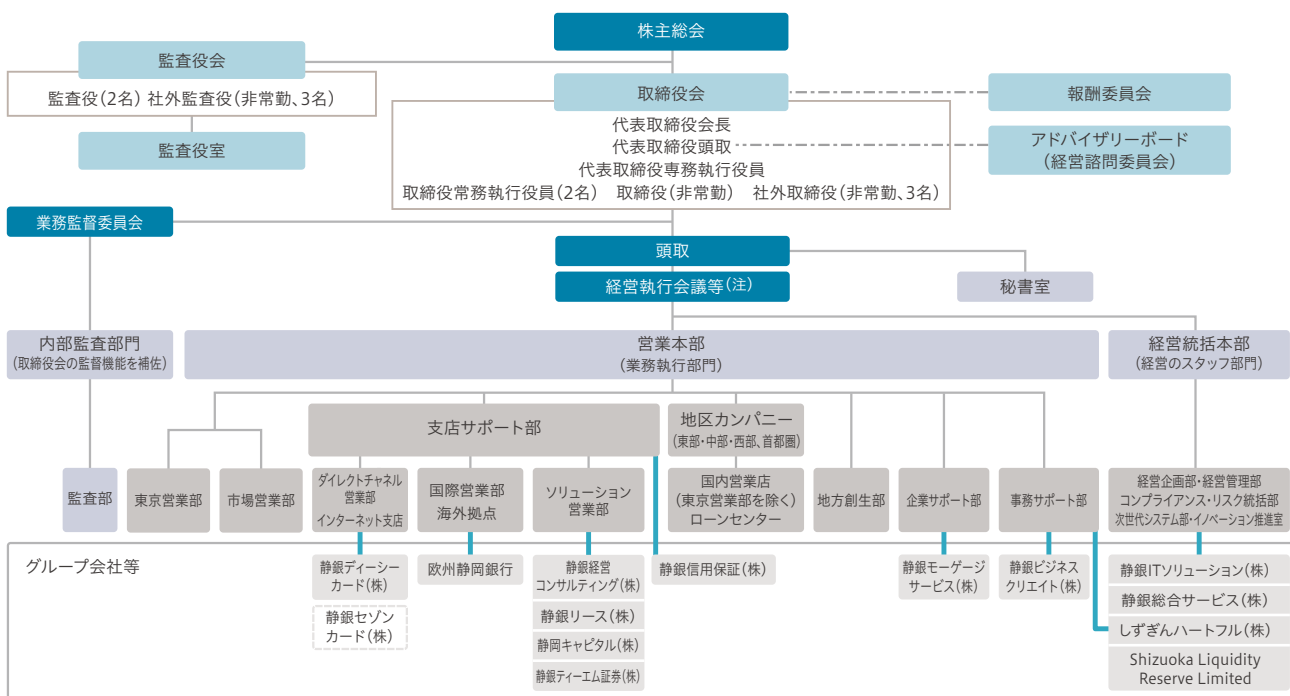 株主総会
監査役会
監査役(2名) 社外監査役(非常勤、3名)
監査役室
取締役会
代表取締役会長
代表取締役頭取
代表取締役専務執行役員
取締役常務執行役員(2名) 取締役(非常勤) 社外取締役(非常勤、3名)
報酬委員会
アドバイザリーボード
(経営諮問委員会)
業務監督委員会
頭取
経営執行会議等(注)
秘書室
内部監査部門
(取締役会の監督機能を補佐)
営業本部
(業務執行部門)
経営統括本部
(経営のスタッフ部門)
支店サポート部
地区カンパニー
(東部・中部・西部、首都圏)
監査部
東京営業部
市場営業部
ダイレクトチャネル
営業部
インターネット支店
国際営業部
海外拠点
ソリューション
営業部
国内営業店
(東京営業部を除く)
ローンセンター
地方創生部
企業サポート部
事務サポート部
経営企画部・経営管理部
コンプライアンス・リスク統括部
次世代システム部・イノベーション推進室
グループ会社等
静銀ディーシー
カード(株)
静銀セゾン
カード(株)
欧州静岡銀行
静銀経営
コンサルティング(株)
静銀リース(株)
静岡キャピタル(株)
静銀ティーエム証券(株)
静銀信用保証(株)
静銀モーゲージ
サービス(株)
静銀ビジネス
クリエイト(株)
静銀ITソリューション(株)
静銀総合サービス(株)
しずぎんハートフル(株)
Shizuoka Liquidity
Reserve Limited